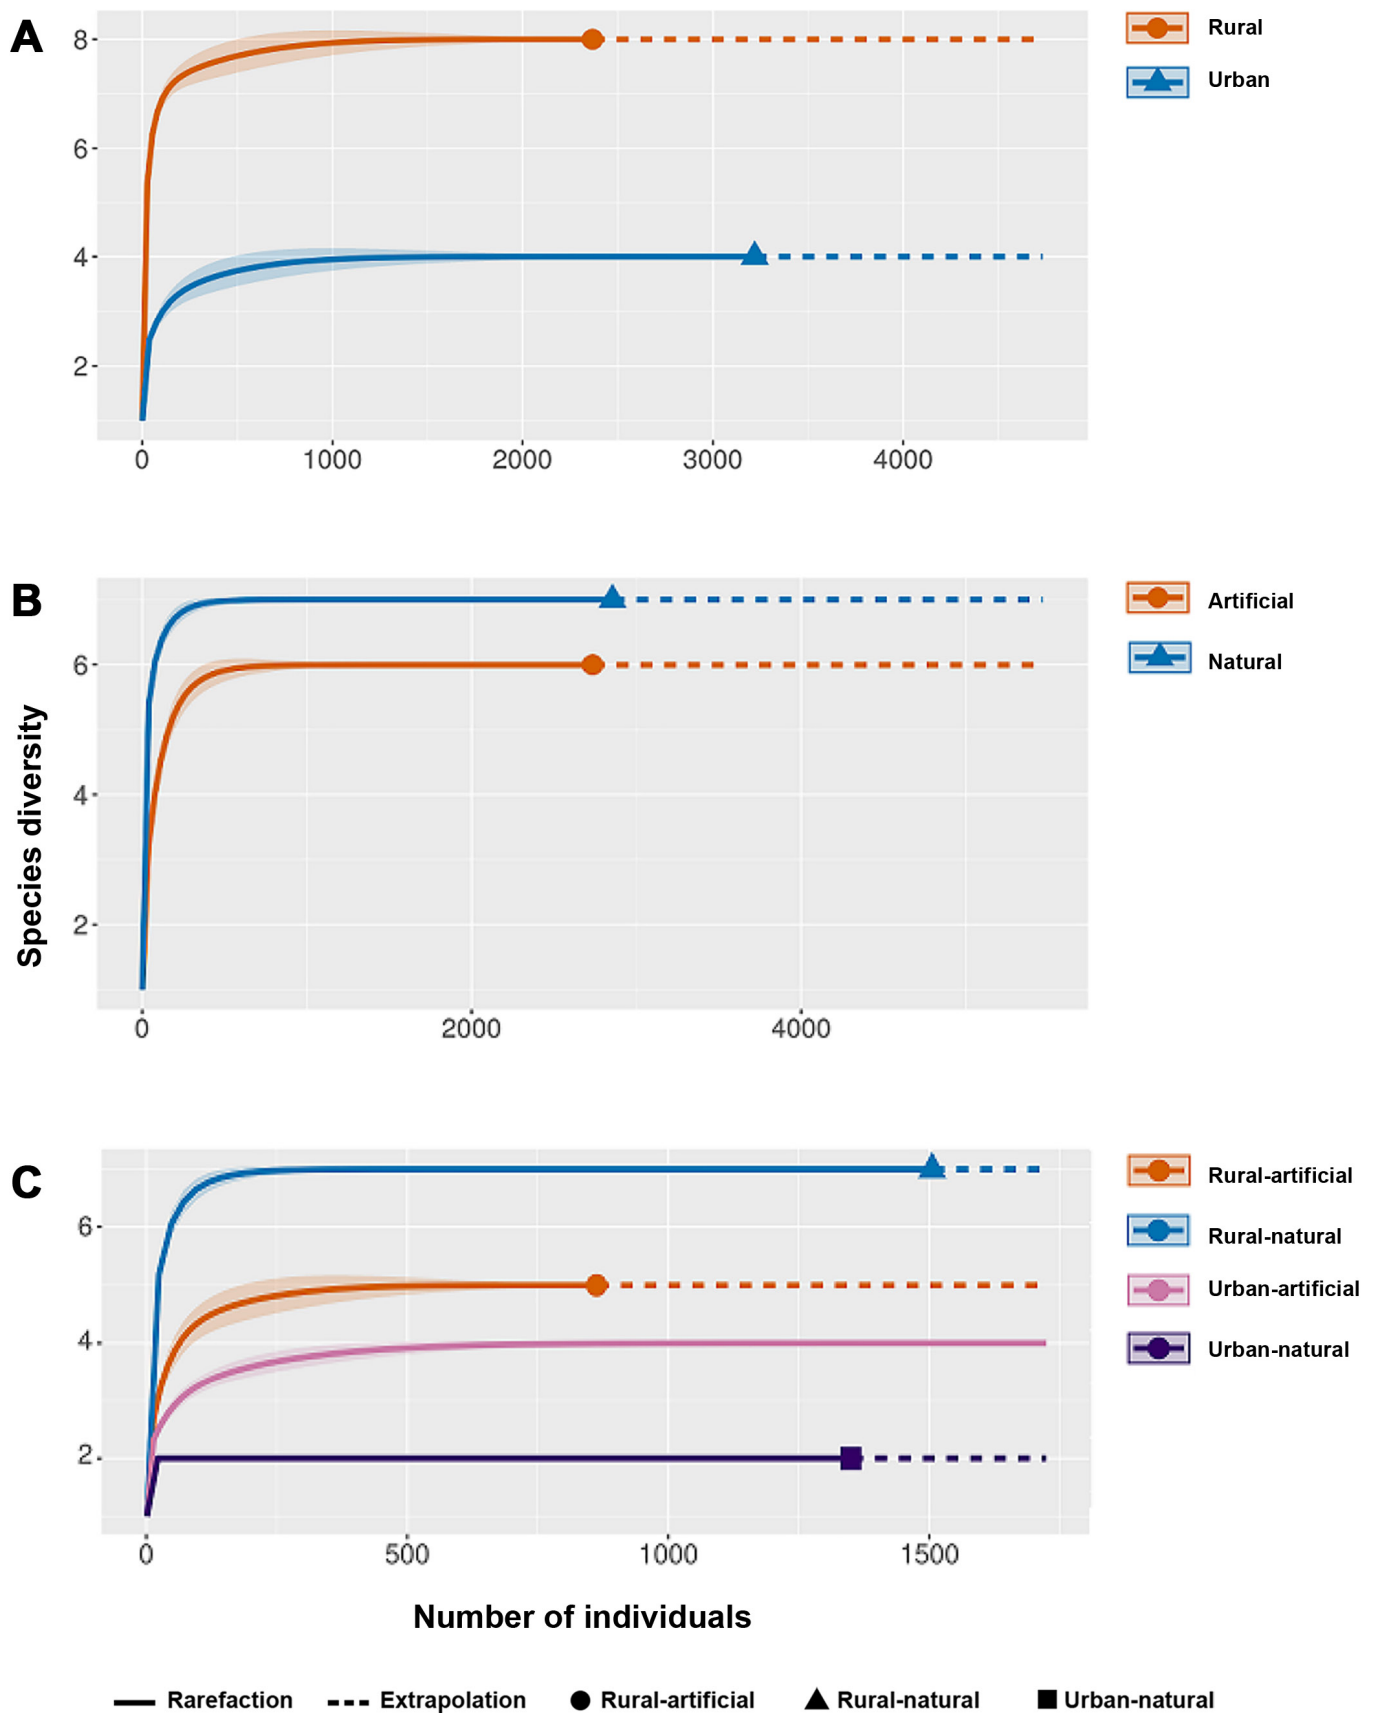 A
8
6
4
2
0 1000 2000 3000 4000
Rural
Urban
B
6
4
2
0 2000 4000
Artificial
Natural
Species diversity
C
6
4
2
0 500 1000 1500
Rural-artificial
Rural-natural
Urban-artificial
Urban-natural
Number of individuals
Rarefaction Extrapolation Rural-artificial Rural-natural Urban-natural